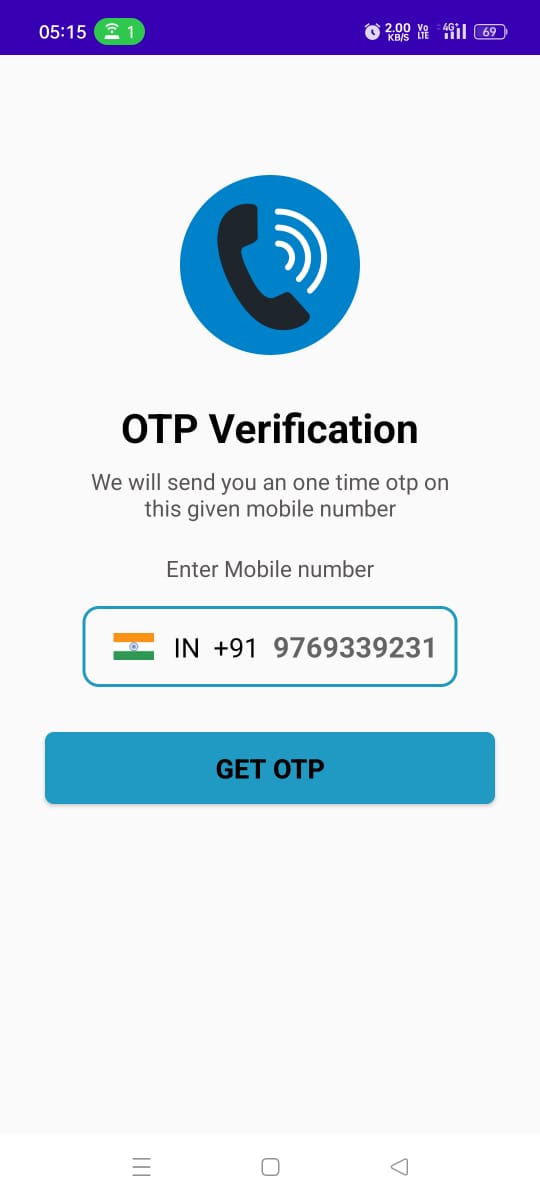 05:15 1 2.00 KB/S Vo LTE 4G+ 69
OTP Verification
We will send you an one time otp on
this given mobile number
Enter Mobile number
IN +91 9769339231
GET OTP